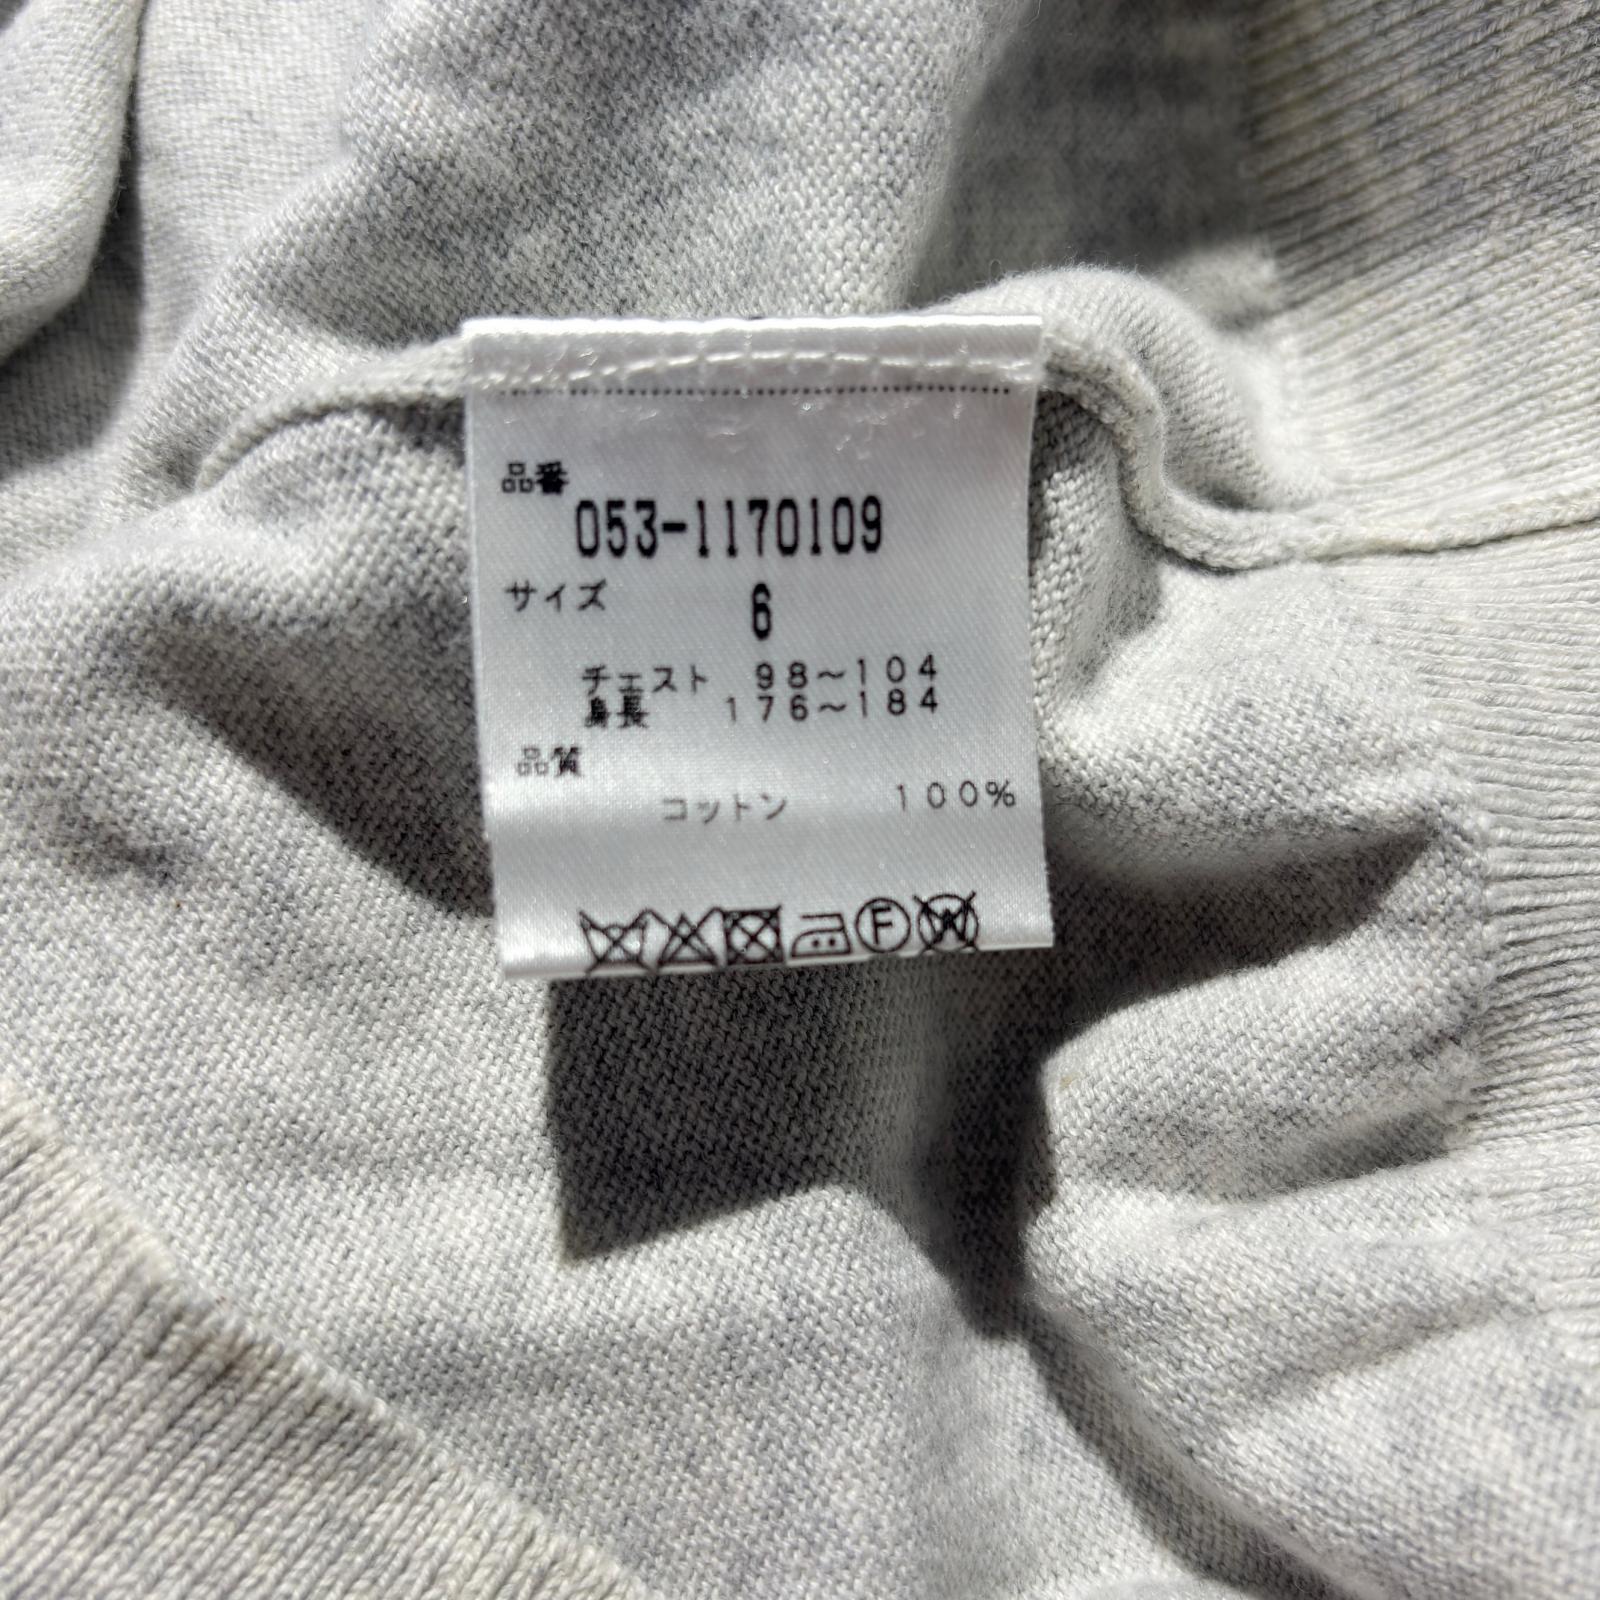 品番
053-1170109
サイズ 6
チェスト 98～104
身長 176～184
品質
コットン 100%
F
W